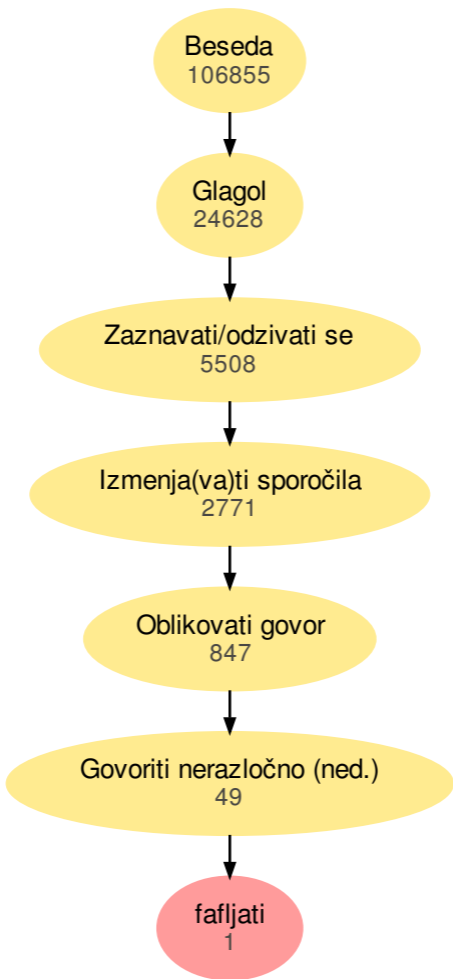 Beseda
106855
Glagol
24628
Zaznavati/odzivati se
5508
Izmenja(va)ti sporočila
2771
Oblikovati govor
847
Govoriti nerazločno (ned.)
49
fafljati
1